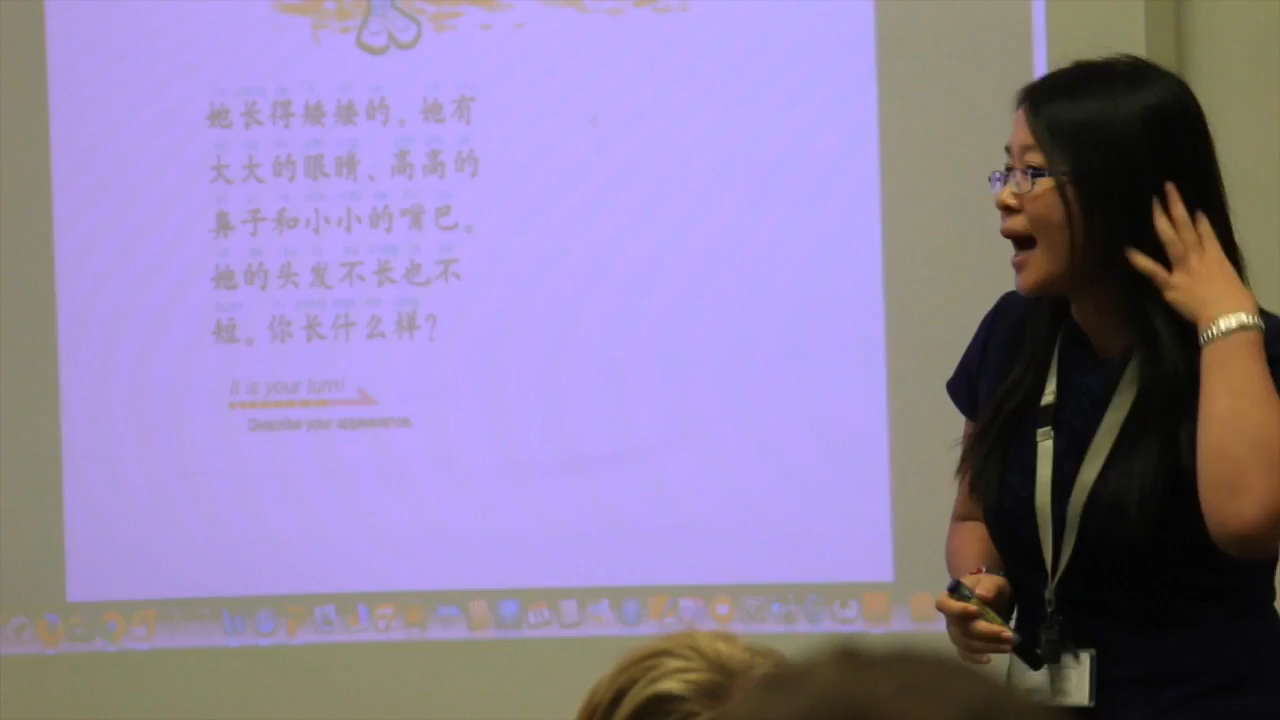 她长得矮矮的。她有
大大的眼睛、高高的
鼻子和小小的嘴巴。
她的头发不长也不
短。你长什么样？
It is your turn!
Describe your appearance.